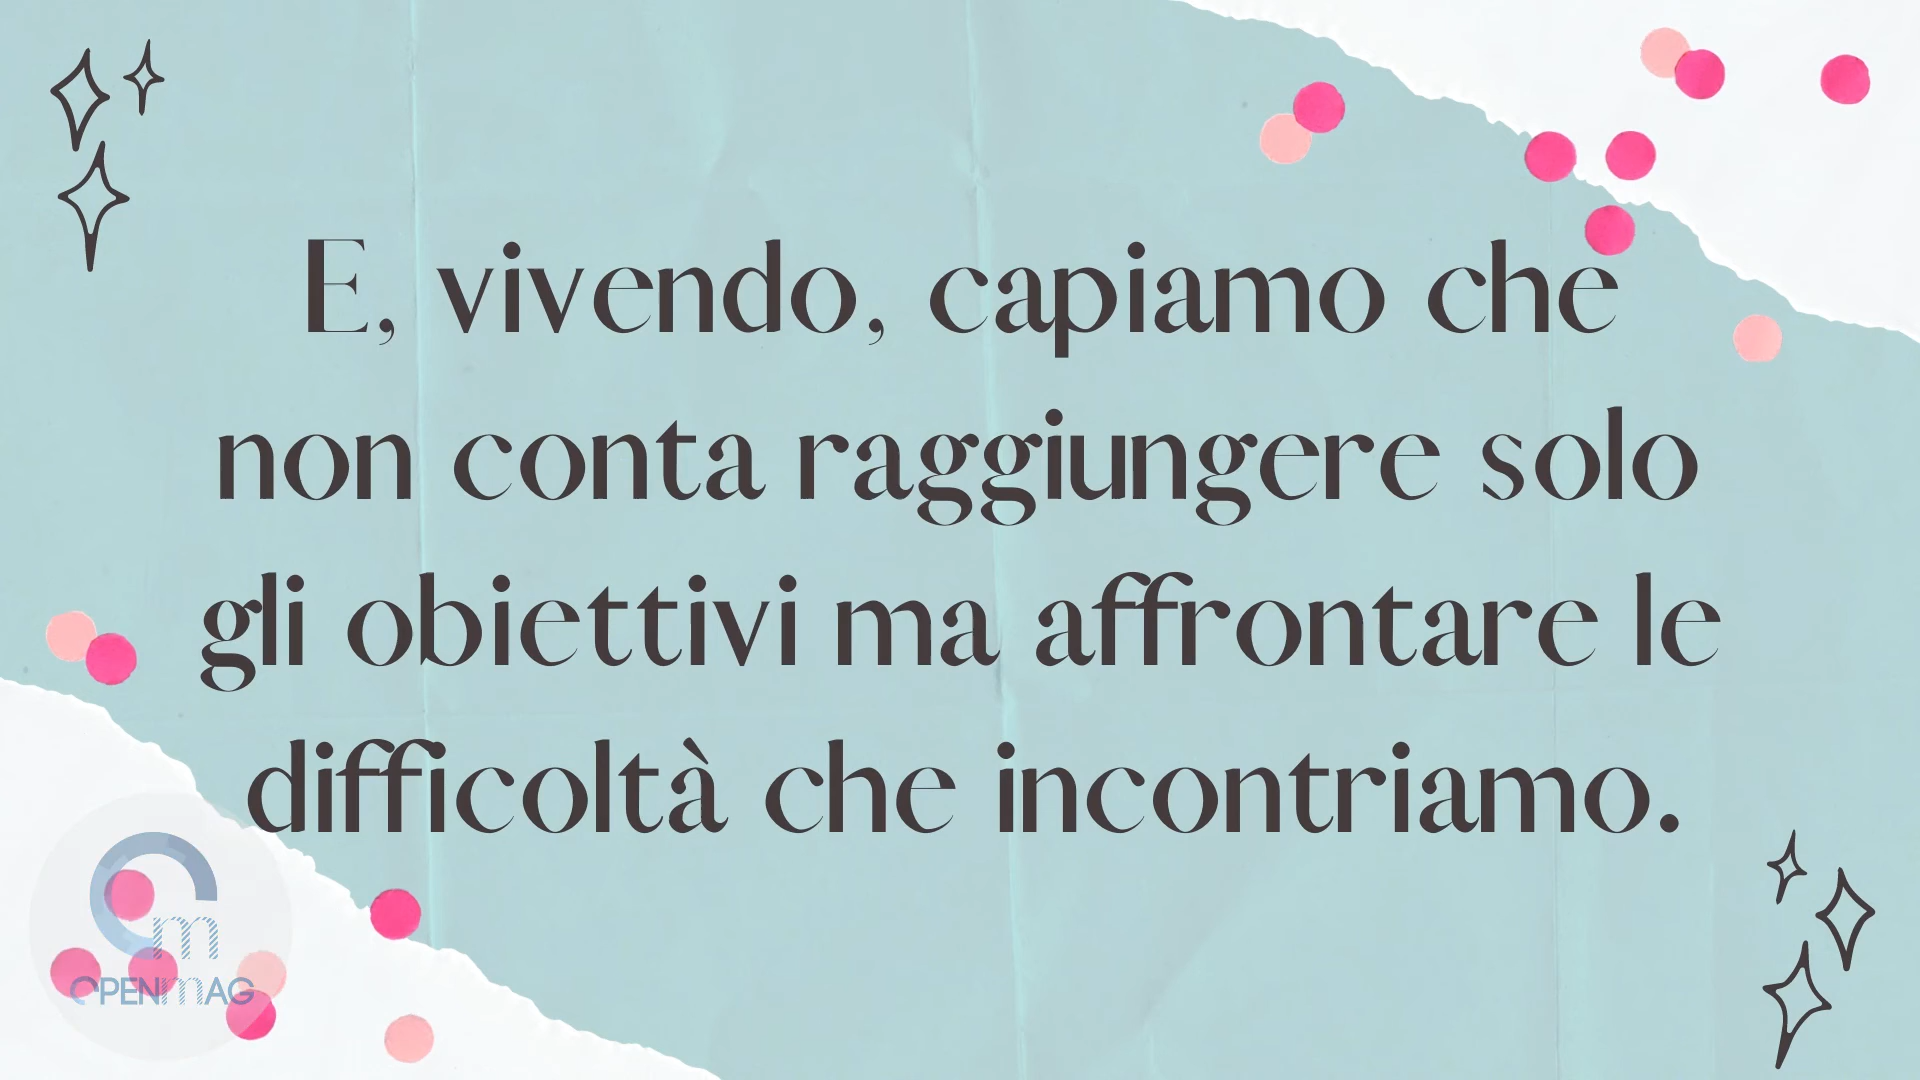 E, vivendo, capiamo che
non conta raggiungere solo
gli obiettivi ma affrontare le
difficoltà che incontriamo.
m
OPENMAG